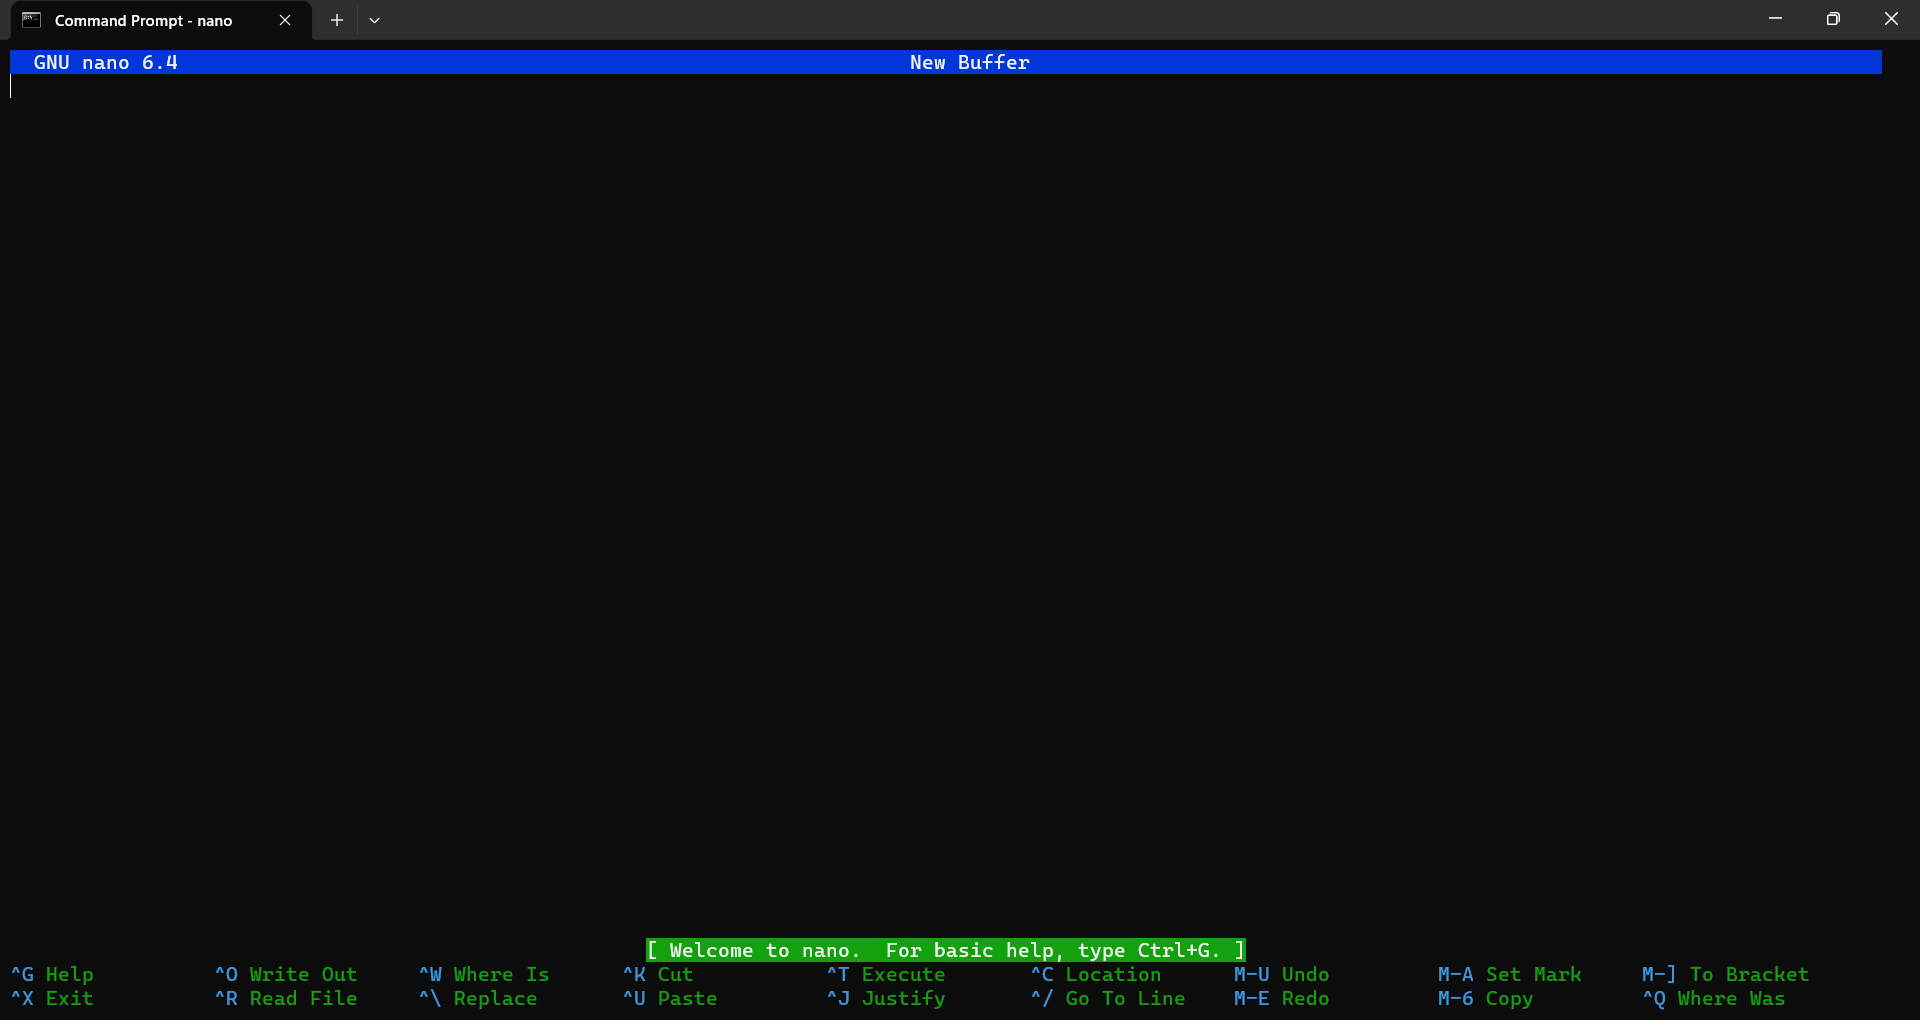 Command Prompt - nano
GNU nano 6.4 New Buffer
[ Welcome to nano.  For basic help, type Ctrl+G. ]
^G Help ^O Write Out ^W Where Is ^K Cut ^T Execute ^C Location M-U Undo M-A Set Mark M-] To Bracket
^X Exit ^R Read File ^\ Replace ^U Paste ^J Justify ^/ Go To Line M-E Redo M-6 Copy ^Q Where Was